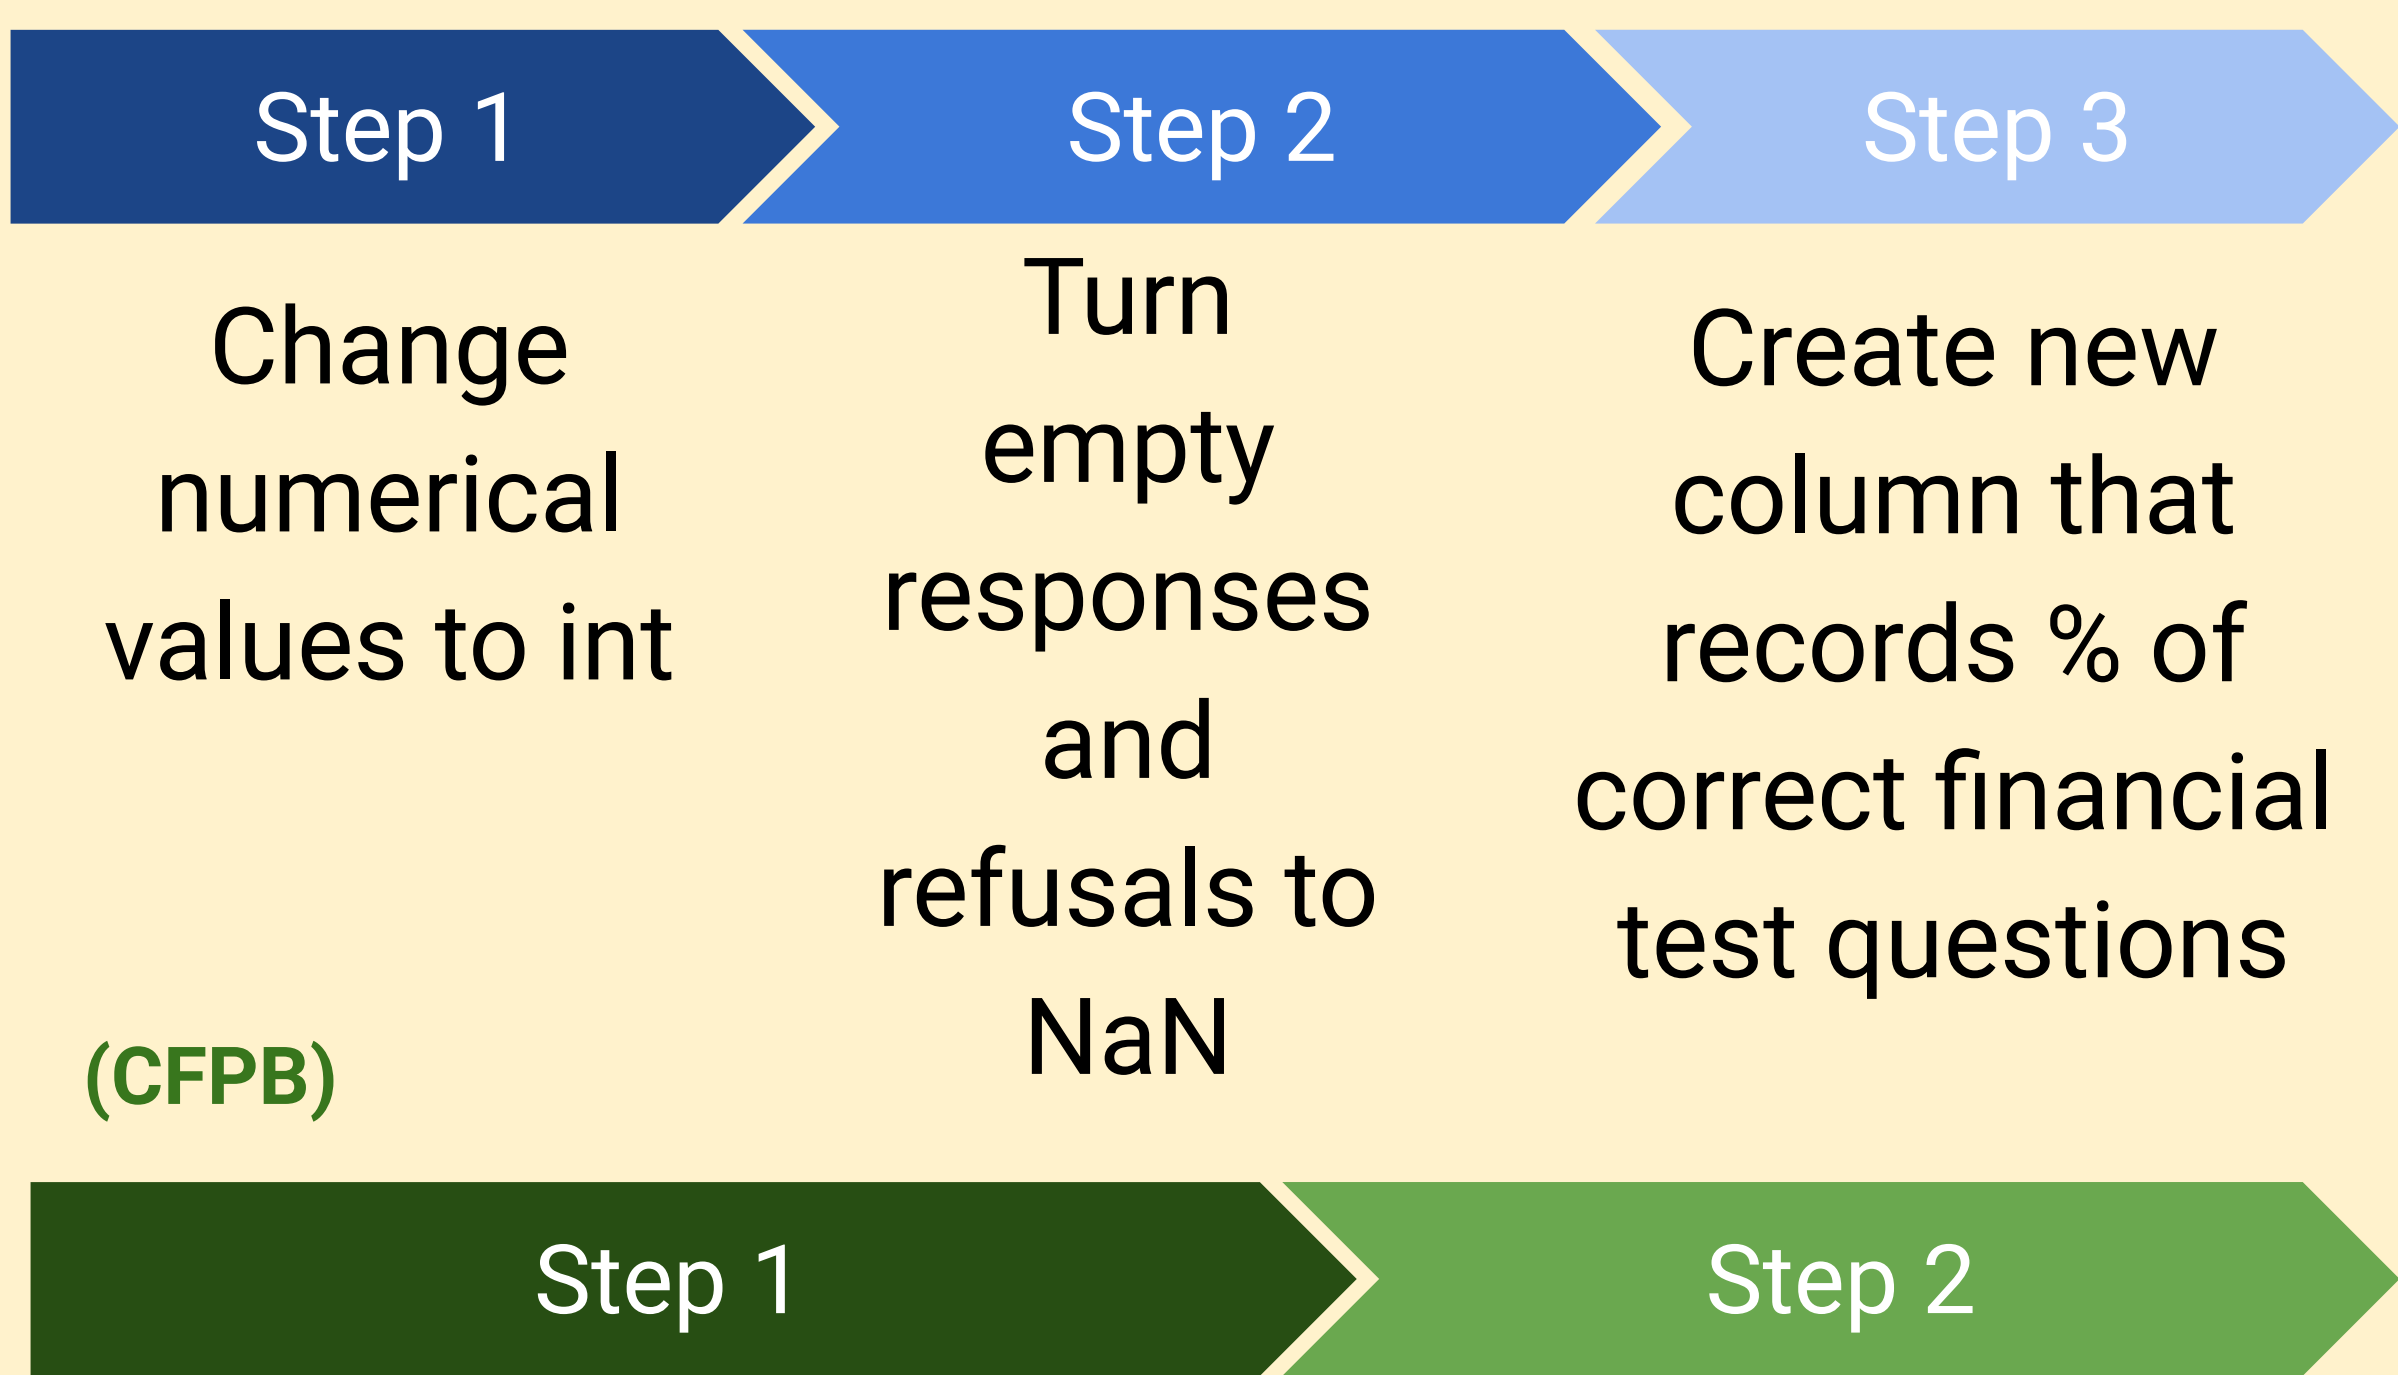 Step 1
Step 2
Step 3
Change
numerical
values to int
Turn
empty
responses
and
refusals to
NaN
Create new
column that
records % of
correct financial
test questions
(CFPB)
Step 1
Step 2